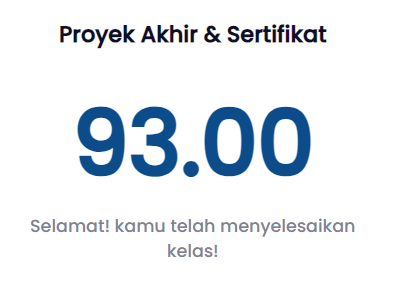 Proyek Akhir & Sertifikat
93.00
Selamat! kamu telah menyelesaikan
kelas!